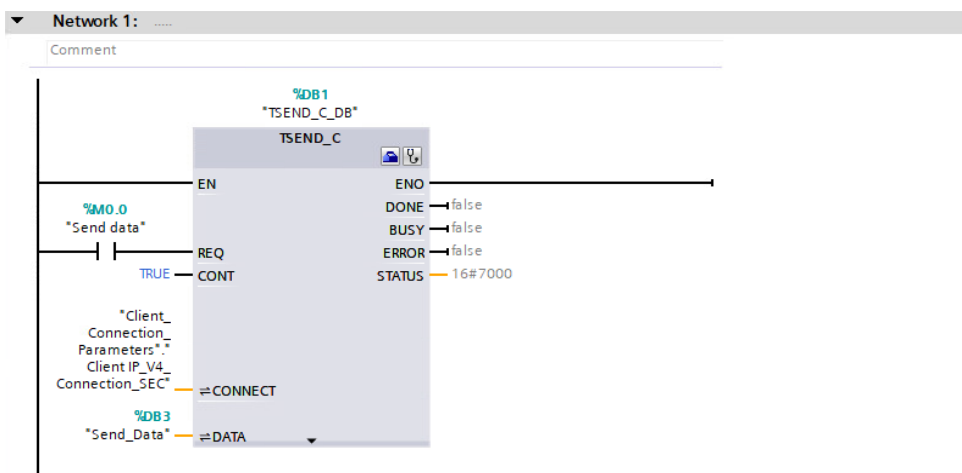 Network 1: .....
Comment
%DB1
"TSEND_C_DB"
TSEND_C
EN ENO
%M0.0 DONE false
"Send data" BUSY false
REQ ERROR false
TRUE CONT STATUS 16#7000
"Client_
Connection_
Parameters"."
Client IP_V4_
Connection_SEC" CONNECT
%DB3
"Send_Data" DATA